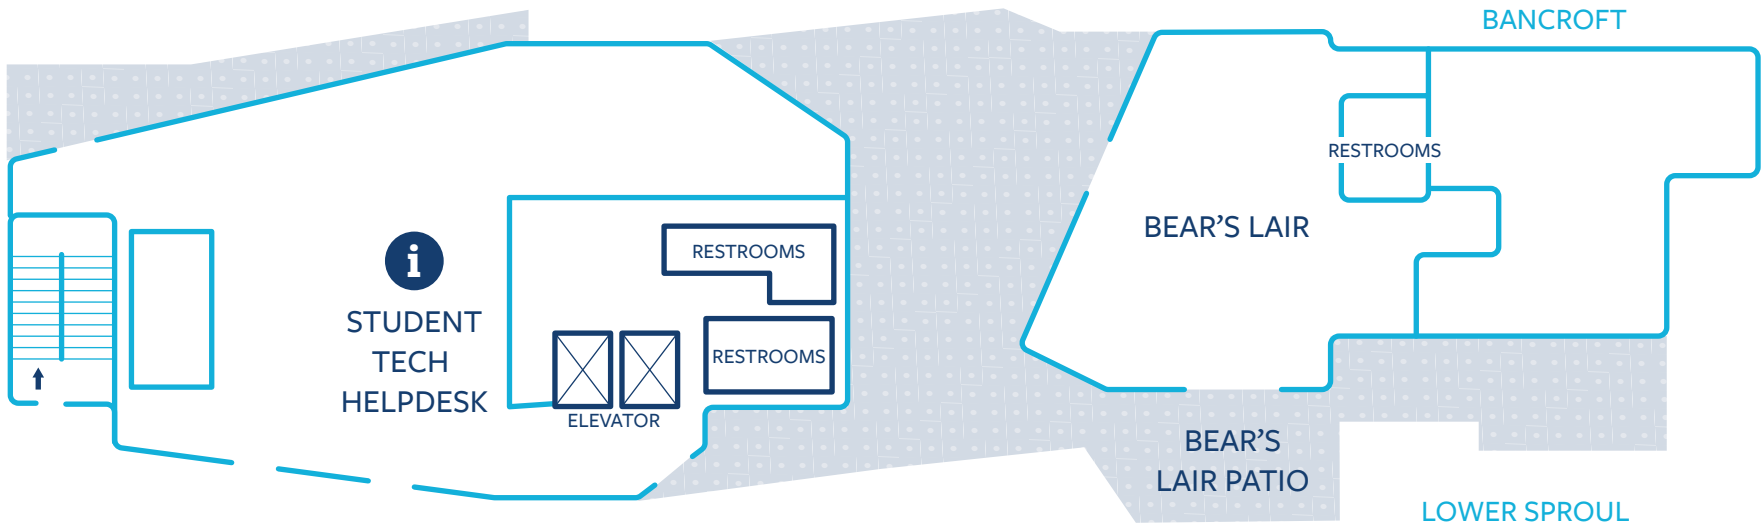 BANCROFT
RESTROOMS
BEAR’S LAIR
i
RESTROOMS
STUDENT
TECH
HELPDESK
RESTROOMS
ELEVATOR
BEAR’S
LAIR PATIO
LOWER SPROUL